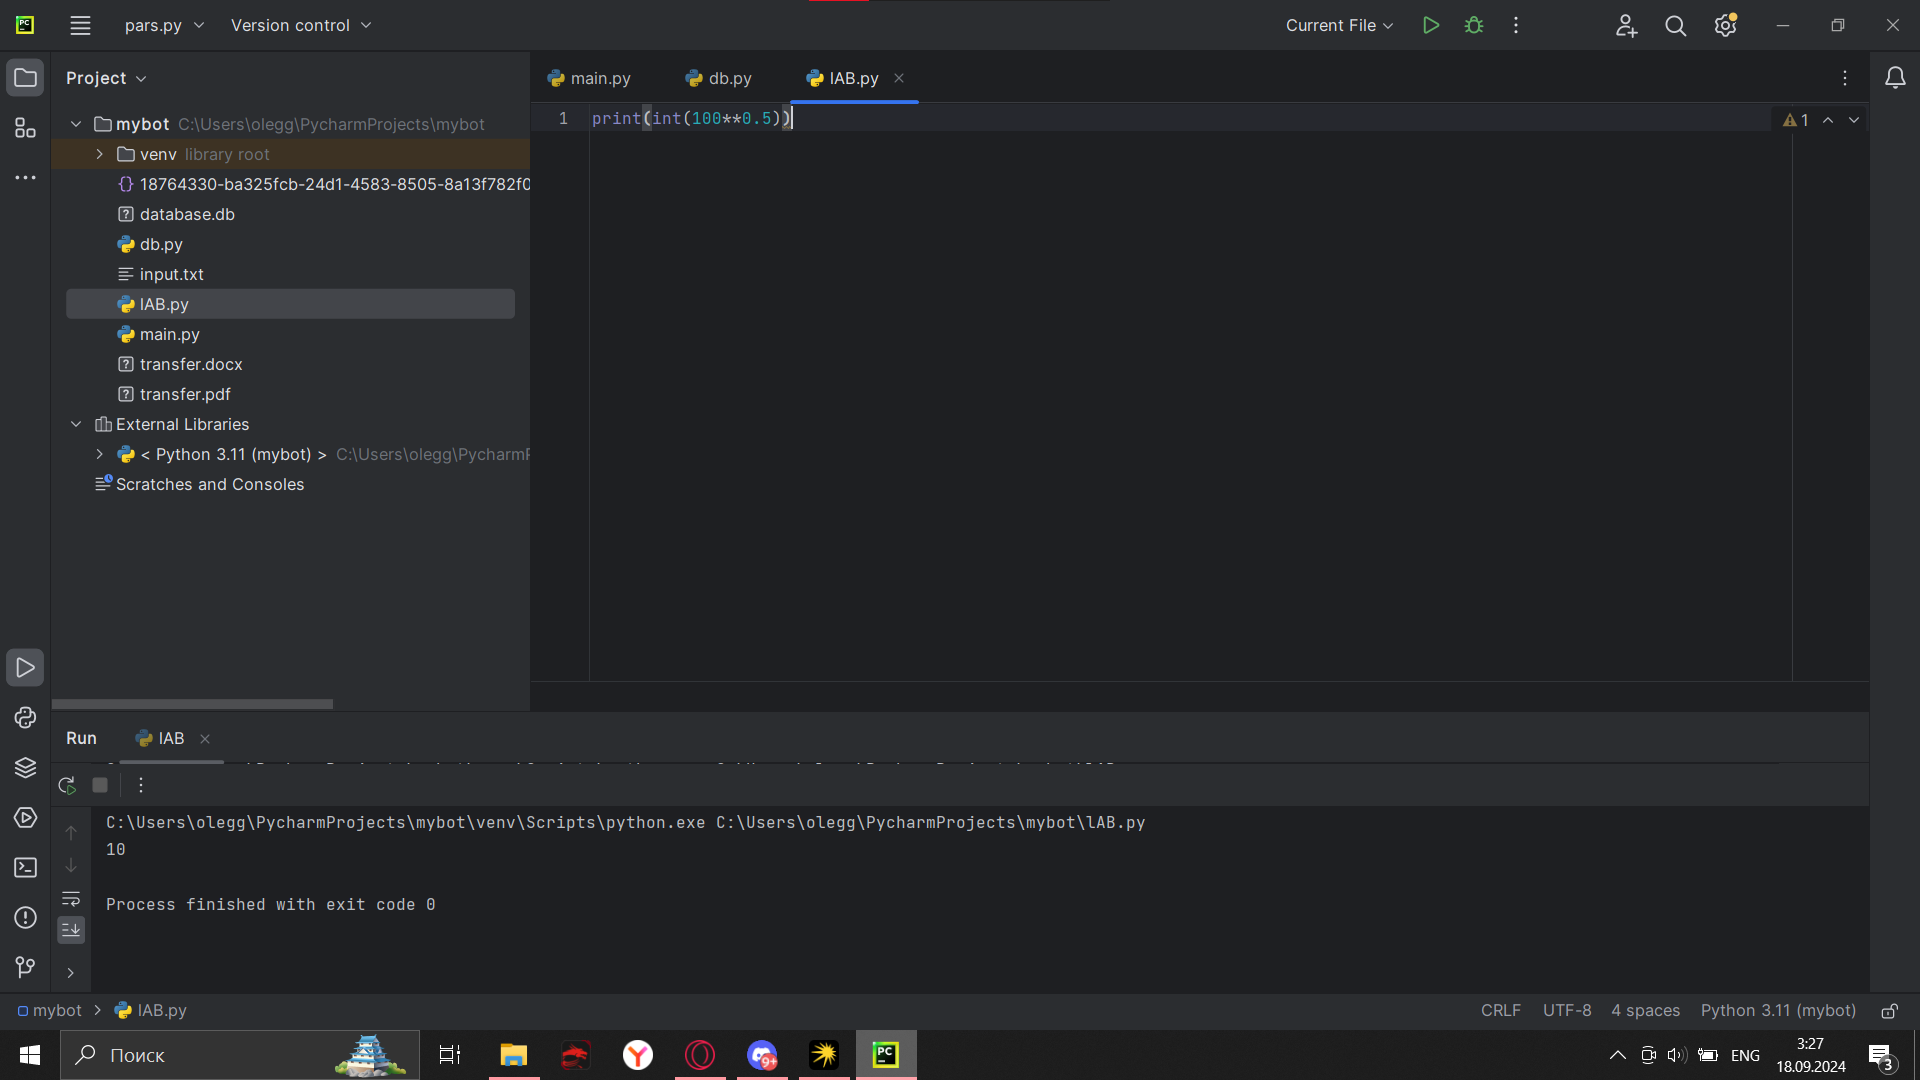 pars.py
Version control
Current File
Project
main.py
db.py
lAB.py
mybot C:\Users\olegg\PycharmProjects\mybot
venv library root
18764330-ba325fcb-24d1-4583-8505-8a13f782f0
database.db
db.py
input.txt
lAB.py
main.py
transfer.docx
transfer.pdf
External Libraries
< Python 3.11 (mybot) > C:\Users\olegg\PycharmP
Scratches and Consoles
1 print(int(100**0.5))
1
Run
lAB
C:\Users\olegg\PycharmProjects\mybot\venv\Scripts\python.exe C:\Users\olegg\PycharmProjects\mybot\lAB.py
10
Process finished with exit code 0
mybot > lAB.py
CRLF UTF-8 4 spaces Python 3.11 (mybot)
Поиск
9+
PC
ENG
3:27
18.09.2024
3